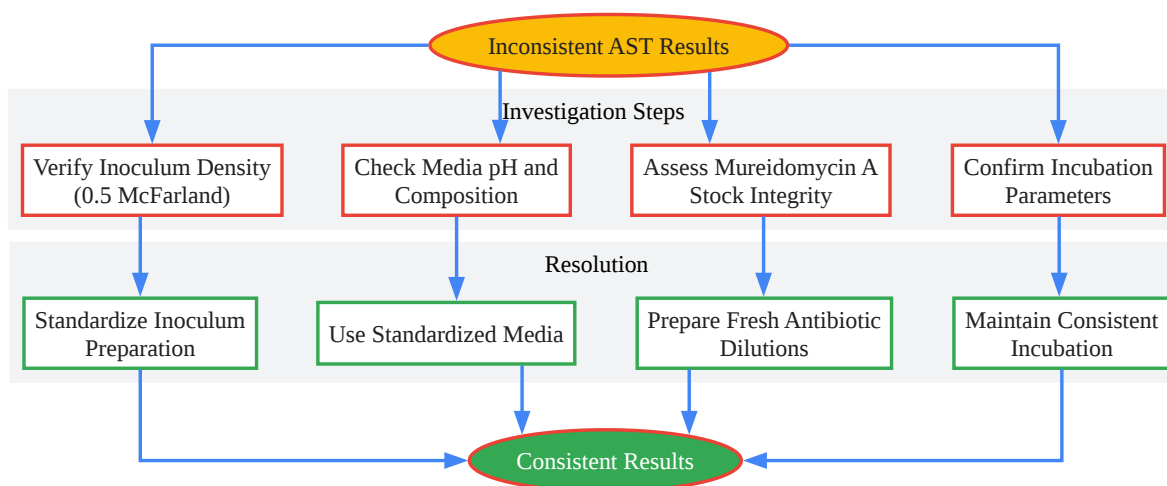 Inconsistent AST Results
Investigation Steps
Verify Inoculum Density
(0.5 McFarland)
Check Media pH and
Composition
Assess Mureidomycin A
Stock Integrity
Confirm Incubation
Parameters
Resolution
Standardize Inoculum
Preparation
Use Standardized Media
Prepare Fresh Antibiotic
Dilutions
Maintain Consistent
Incubation
Consistent Results